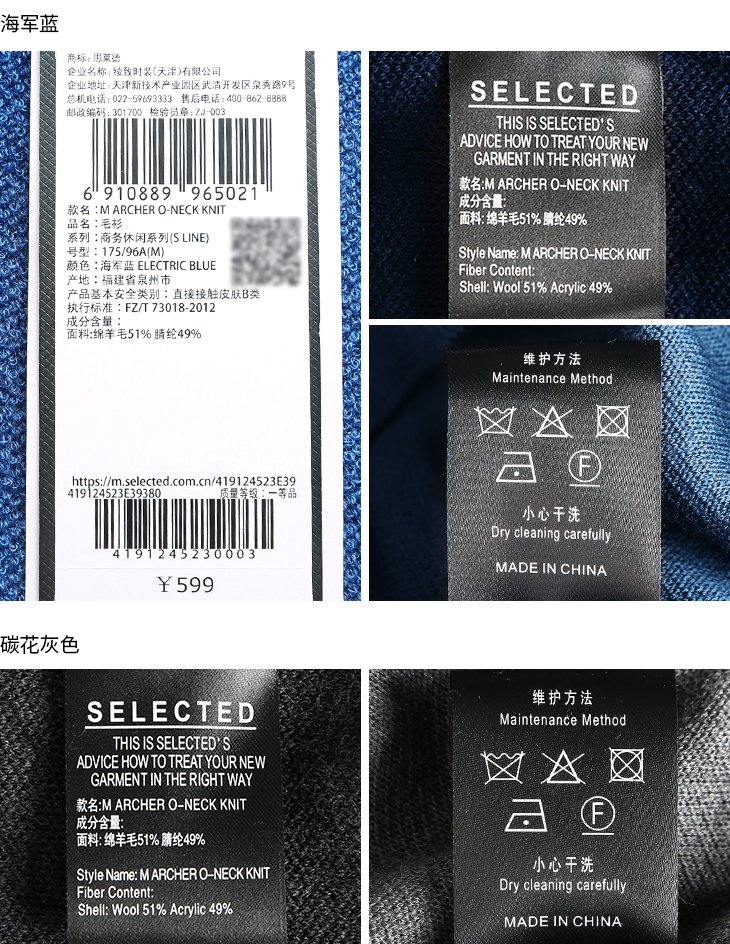 海军蓝
商标: 思莱德
企业名称: 绫致时装(天津)有限公司
企业地址: 天津新技术产业园区武清开发区泉秀路9号
总机电话: 022-59693333 售后电话: 400-862-8888
邮政编码: 301700 检验员章: ZJ-003
6 910889 965021
款名：M ARCHER O-NECK KNIT
品名：毛衫
系列：商务休闲系列(S LINE)
号型：175/96A(M)
颜色：海军蓝 ELECTRIC BLUE
产地：福建省泉州市
产品基本安全类别：直接接触皮肤B类
执行标准：FZ/T 73018-2012
成分含量：
面料:绵羊毛51% 腈纶49%
https://m.selected.com.cn/419124523E39
419124523E39380 质量等级：一等品
4191245230003
￥599
SELECTED
THIS IS SELECTED'S
ADVICE HOW TO TREAT YOUR NEW
GARMENT IN THE RIGHT WAY
款名:M ARCHER O-NECK KNIT
成分含量:
面料: 绵羊毛51% 腈纶49%
Style Name: M ARCHER O-NECK KNIT
Fiber Content:
Shell: Wool 51% Acrylic 49%
维护方法
Maintenance Method
F
小心干洗
Dry cleaning carefully
MADE IN CHINA
碳花灰色
SELECTED
THIS IS SELECTED'S
ADVICE HOW TO TREAT YOUR NEW
GARMENT IN THE RIGHT WAY
款名:M ARCHER O-NECK KNIT
成分含量:
面料: 绵羊毛51% 腈纶49%
Style Name: M ARCHER O-NECK KNIT
Fiber Content:
Shell: Wool 51% Acrylic 49%
维护方法
Maintenance Method
F
小心干洗
Dry cleaning carefully
MADE IN CHINA